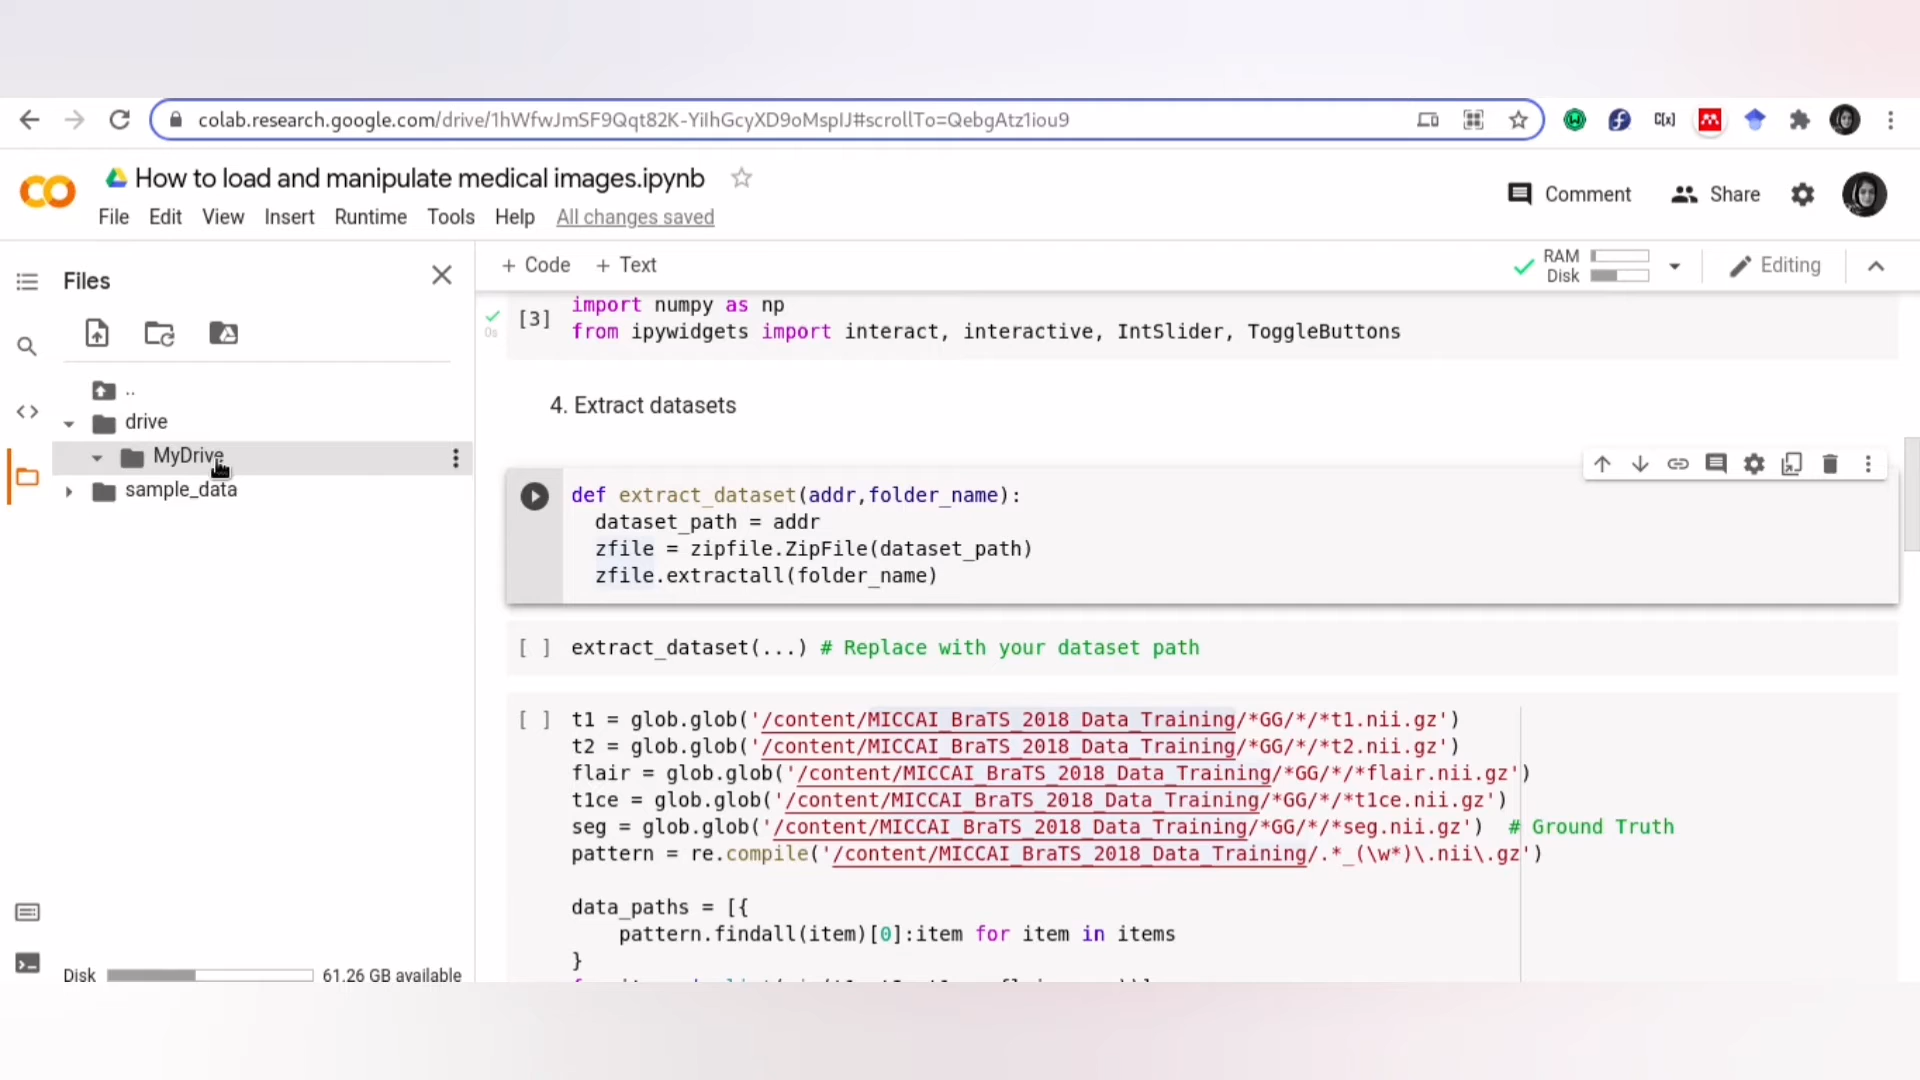 colab.research.google.com/drive/1hWfwJmSF9Qqt82K-YiIhGcyXD9oMspIJ#scrollTo=QebgAtz1iou9
C[x]
How to load and manipulate medical images.ipynb
Comment
Share
File Edit View Insert Runtime Tools Help All changes saved
Files
+ Code + Text
RAM
Disk
Editing
..
drive
MyDrive
sample_data
Disk 61.26 GB available
[3]
0s
import numpy as np
from ipywidgets import interact, interactive, IntSlider, ToggleButtons
4. Extract datasets
def extract_dataset(addr,folder_name):
dataset_path = addr
zfile = zipfile.ZipFile(dataset_path)
zfile.extractall(folder_name)
[ ] extract_dataset(...) # Replace with your dataset path
[ ] t1 = glob.glob('/content/MICCAI_BraTS_2018_Data_Training/*GG/*/*t1.nii.gz')
t2 = glob.glob('/content/MICCAI_BraTS_2018_Data_Training/*GG/*/*t2.nii.gz')
flair = glob.glob('/content/MICCAI_BraTS_2018_Data_Training/*GG/*/*flair.nii.gz')
t1ce = glob.glob('/content/MICCAI_BraTS_2018_Data_Training/*GG/*/*t1ce.nii.gz')
seg = glob.glob('/content/MICCAI_BraTS_2018_Data_Training/*GG/*/*seg.nii.gz') # Ground Truth
pattern = re.compile('/content/MICCAI_BraTS_2018_Data_Training/.*_(\w*)\.nii\.gz')
data_paths = [{
pattern.findall(item)[0]:item for item in items
}